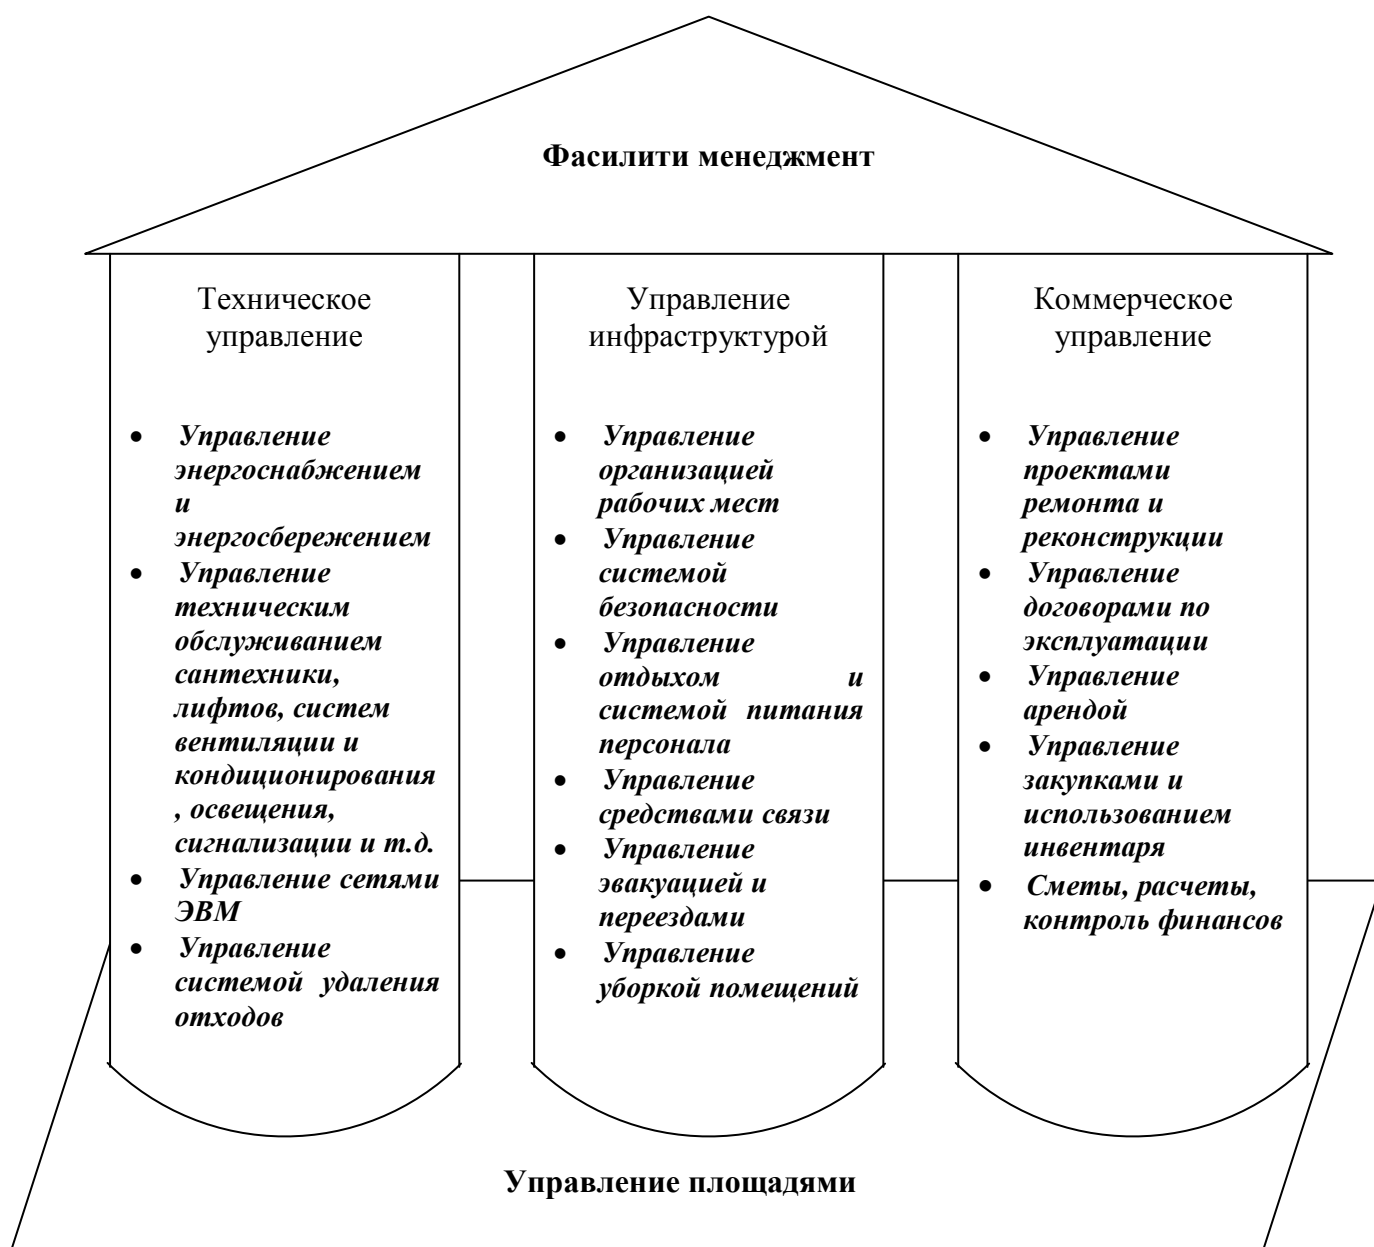 Фасилити менеджмент
Техническое
управление
• Управление
энергоснабжением
и
энергосбережением
• Управление
техническим
обслуживанием
сантехники,
лифтов, систем
вентиляции и
кондиционирования
, освещения,
сигнализации и т.д.
• Управление сетями
ЭВМ
• Управление
системой удаления
отходов
Управление
инфраструктурой
• Управление
организацией
рабочих мест
• Управление
системой
безопасности
• Управление
отдыхом и
системой питания
персонала
• Управление
средствами связи
• Управление
эвакуацией и
переездами
• Управление
уборкой помещений
Коммерческое
управление
• Управление
проектами
ремонта и
реконструкции
• Управление
договорами по
эксплуатации
• Управление
арендой
• Управление
закупками и
использованием
инвентаря
• Сметы, расчеты,
контроль финансов
Управление площадями